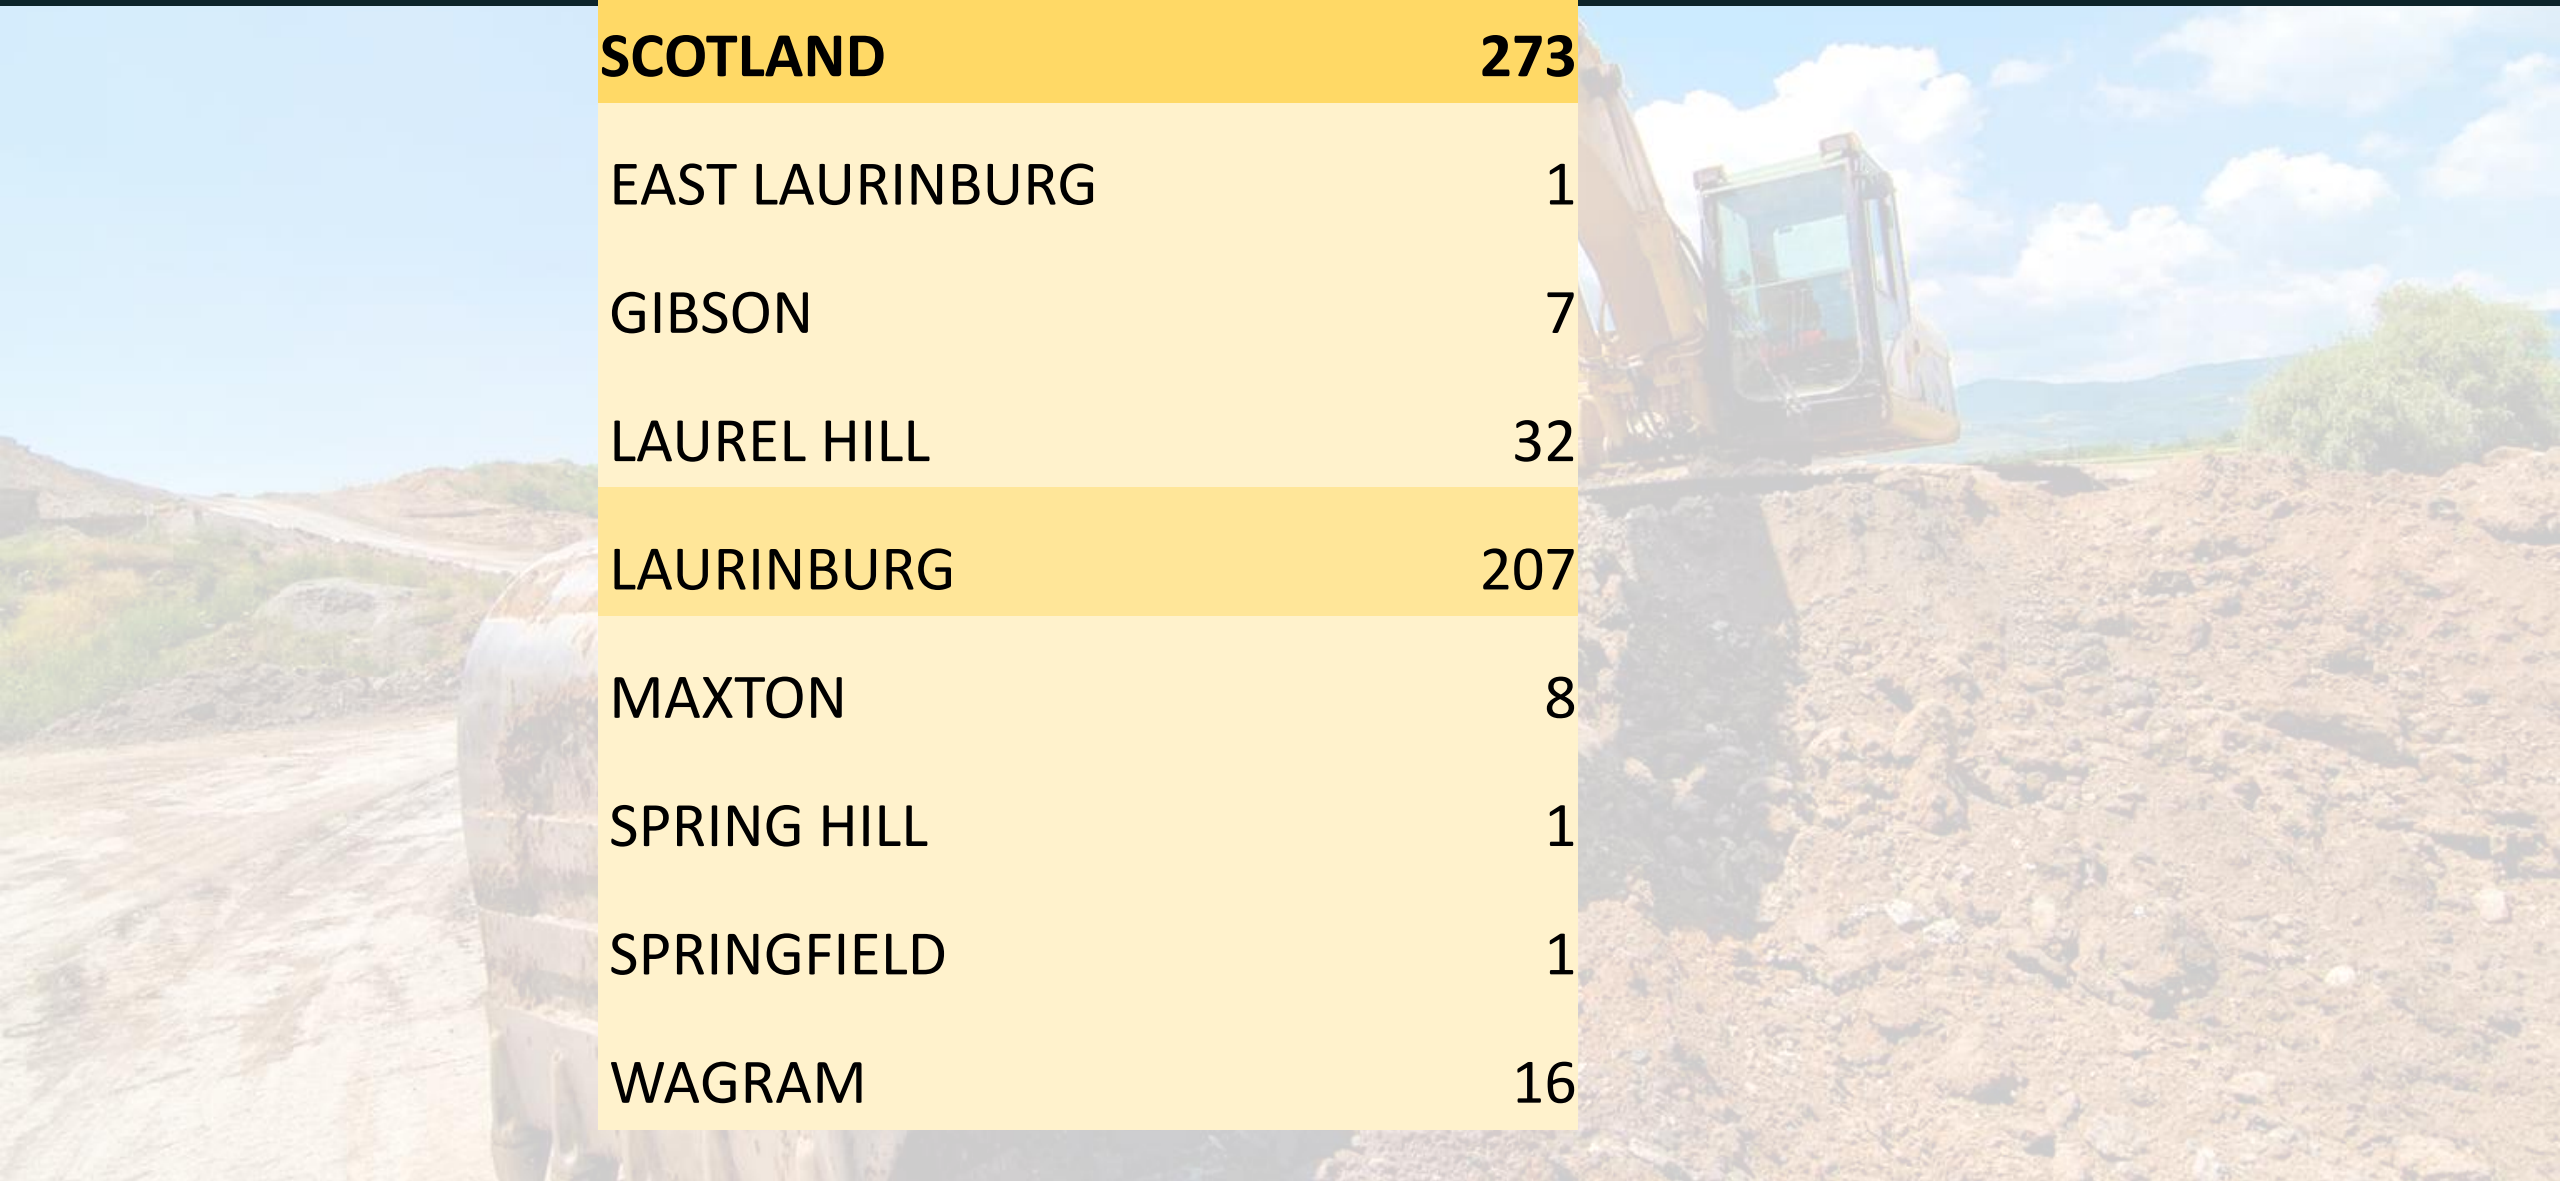 SCOTLAND 273
EAST LAURINBURG 1
GIBSON 7
LAUREL HILL 32
LAURINBURG 207
MAXTON 8
SPRING HILL 1
SPRINGFIELD 1
WAGRAM 16